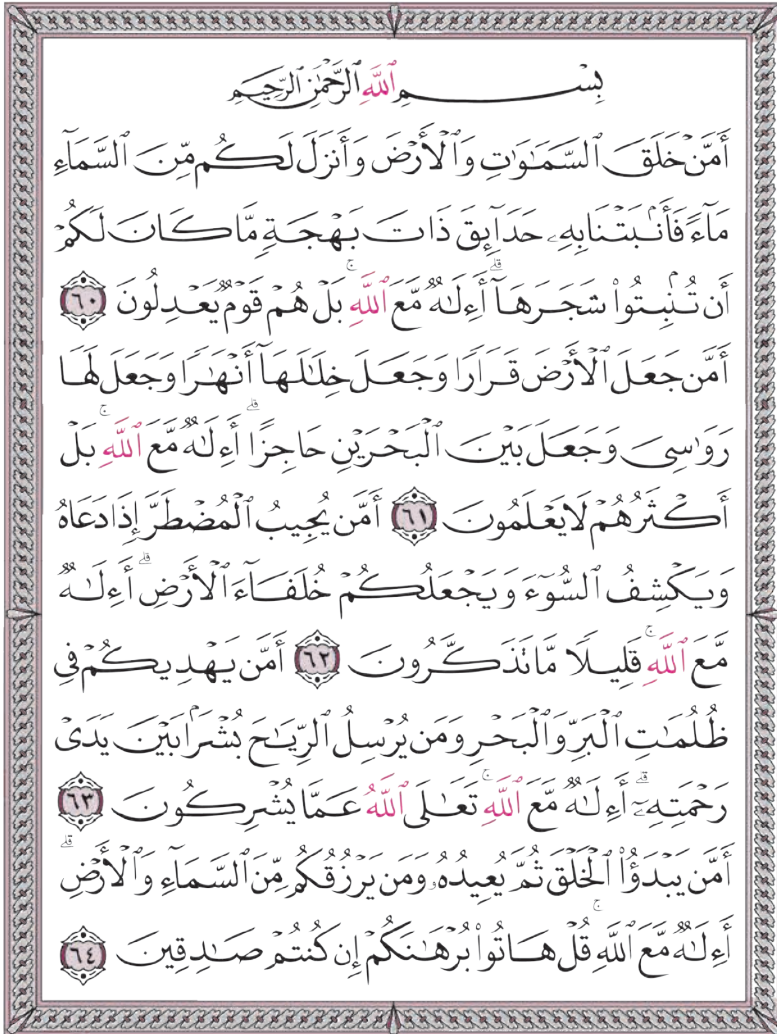 بِسْمِ ٱللَّهِ ٱلرَّحْمَٰنِ ٱلرَّحِيمِ
أَمَّنْ خَلَقَ ٱلسَّمَٰوَٰتِ وَٱلْأَرْضَ وَأَنزَلَ لَكُم مِّنَ ٱلسَّمَآءِ
مَآءً فَأَنۢبَتْنَا بِهِۦ حَدَآئِقَ ذَاتَ بَهْجَةٍ مَّا كَانَ لَكُمْ
أَن تُنۢبِتُوا۟ شَجَرَهَآ ۗ أَءِلَٰهٌ مَّعَ ٱللَّهِ ۚ بَلْ هُمْ قَوْمٌ يَعْدِلُونَ ٦٠
أَمَّن جَعَلَ ٱلْأَرْضَ قَرَارًا وَجَعَلَ خِلَٰلَهَآ أَنْهَٰرًا وَجَعَلَ لَهَا
رَوَٰسِىَ وَجَعَلَ بَيْنَ ٱلْبَحْرَيْنِ حَاجِزًا ۗ أَءِلَٰهٌ مَّعَ ٱللَّهِ ۚ بَلْ
أَكْثَرُهُمْ لَا يَعْلَمُونَ ٦١ أَمَّن يُجِيبُ ٱلْمُضْطَرَّ إِذَا دَعَاهُ
وَيَكْشِفُ ٱلسُّوٓءَ وَيَجْعَلُكُمْ خُلَفَآءَ ٱلْأَرْضِ ۗ أَءِلَٰهٌ
مَّعَ ٱللَّهِ ۚ قَلِيلًا مَّا تَذَكَّرُونَ ٦٢ أَمَّن يَهْدِيكُمْ فِى
ظُلُمَٰتِ ٱلْبَرِّ وَٱلْبَحْرِ وَمَن يُرْسِلُ ٱلرِّيَٰحَ بُشْرًۢا بَيْنَ يَدَىْ
رَحْمَتِهِۦٓ ۗ أَءِلَٰهٌ مَّعَ ٱللَّهِ ۚ تَعَٰلَى ٱللَّهُ عَمَّا يُشْرِكُونَ ٦٣
أَمَّن يَبْدَؤُا۟ ٱلْخَلْقَ ثُمَّ يُعِيدُهُۥ وَمَن يَرْزُقُكُم مِّنَ ٱلسَّمَآءِ وَٱلْأَرْضِ ۗ
أَءِلَٰهٌ مَّعَ ٱللَّهِ ۚ قُلْ هَاتُوا۟ بُرْهَٰنَكُمْ إِن كُنتُمْ صَٰدِقِينَ ٦٤